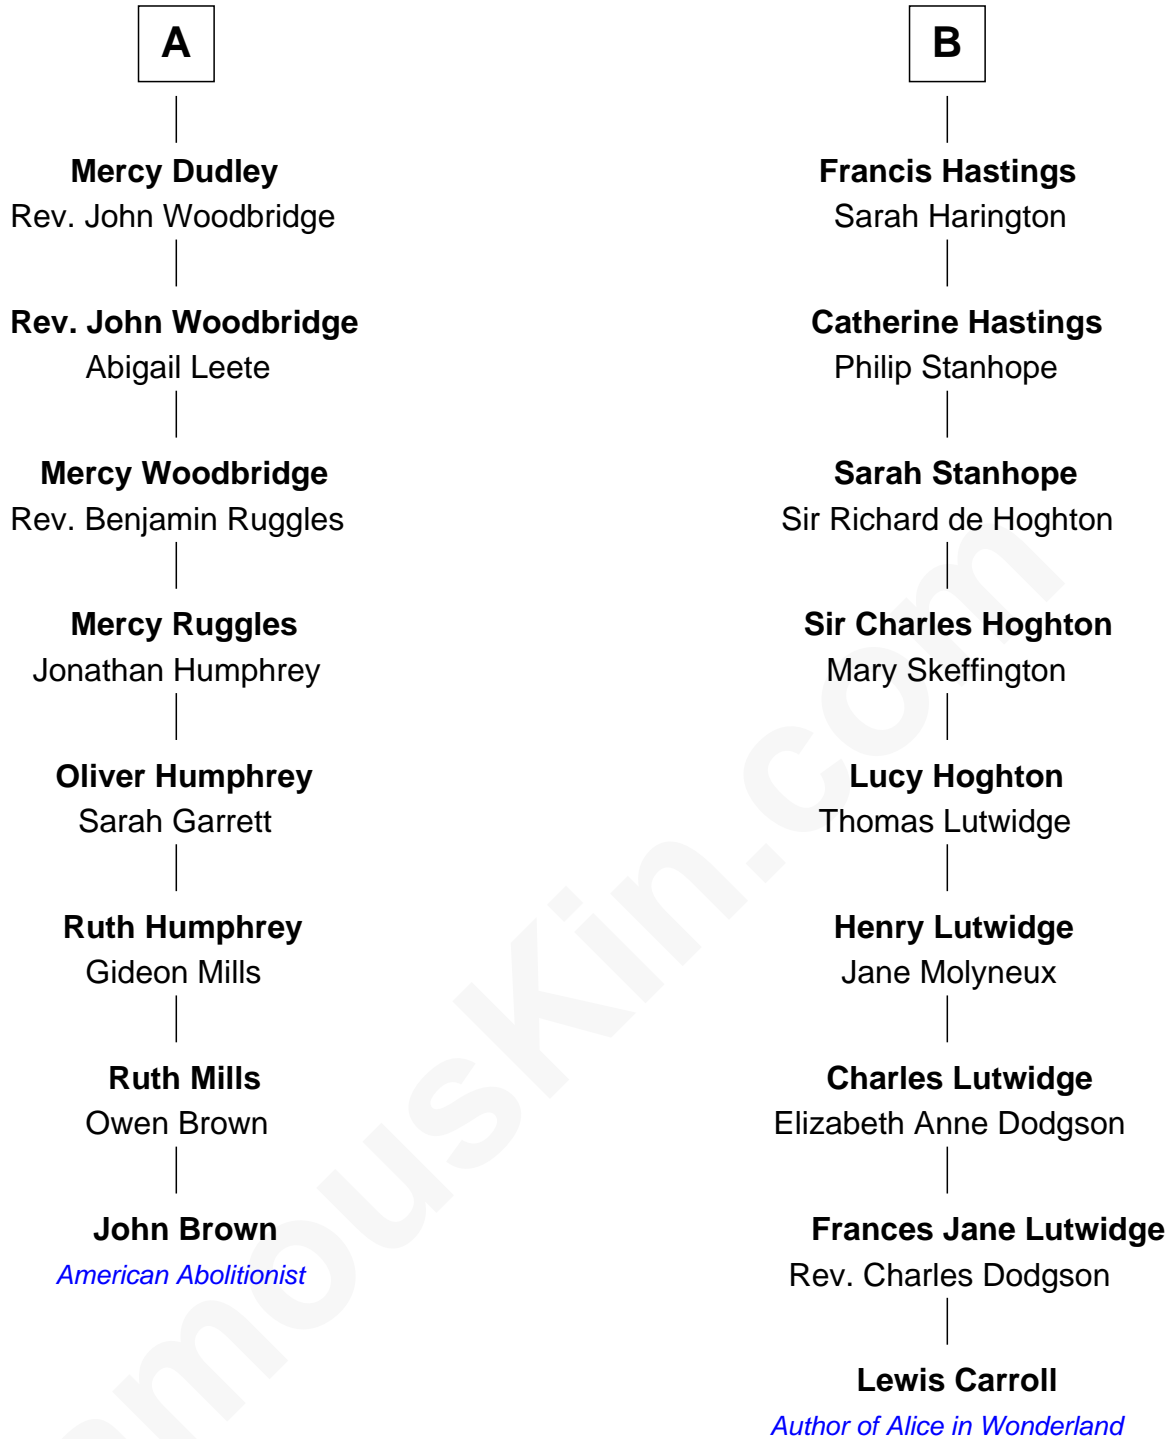 A
Mercy Dudley
Rev. John Woodbridge
Rev. John Woodbridge
Abigail Leete
Mercy Woodbridge
Rev. Benjamin Ruggles
Mercy Ruggles
Jonathan Humphrey
Oliver Humphrey
Sarah Garrett
Ruth Humphrey
Gideon Mills
Ruth Mills
Owen Brown
John Brown
American Abolitionist
B
Francis Hastings
Sarah Harington
Catherine Hastings
Philip Stanhope
Sarah Stanhope
Sir Richard de Hoghton
Sir Charles Hoghton
Mary Skeffington
Lucy Hoghton
Thomas Lutwidge
Henry Lutwidge
Jane Molyneux
Charles Lutwidge
Elizabeth Anne Dodgson
Frances Jane Lutwidge
Rev. Charles Dodgson
Lewis Carroll
Author of Alice in Wonderland
amousKin.com